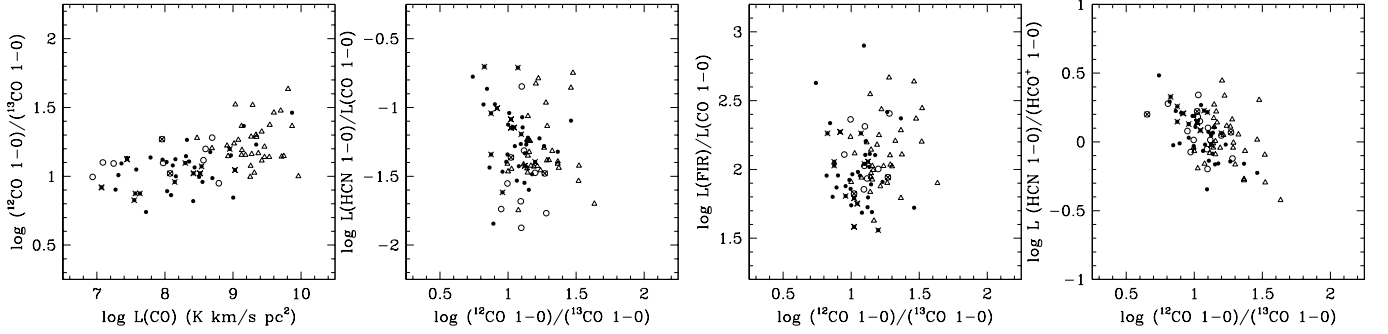 log (¹²CO 1−0)/(¹³CO 1−0)
2
1.5
1
0.5
7 8 9 10
log L(CO) (K km/s pc²)
log L(HCN 1−0)/L(CO 1−0)
−0.5
−1
−1.5
−2
0.5 1 1.5 2
log (¹²CO 1−0)/(¹³CO 1−0)
log L(FIR)/L(CO 1−0)
3
2.5
2
1.5
0.5 1 1.5 2
log (¹²CO 1−0)/(¹³CO 1−0)
log L (HCN 1−0)/(HCO⁺ 1−0)
1
0.5
0
−0.5
−1
0.5 1 1.5 2
log (¹²CO 1−0)/(¹³CO 1−0)